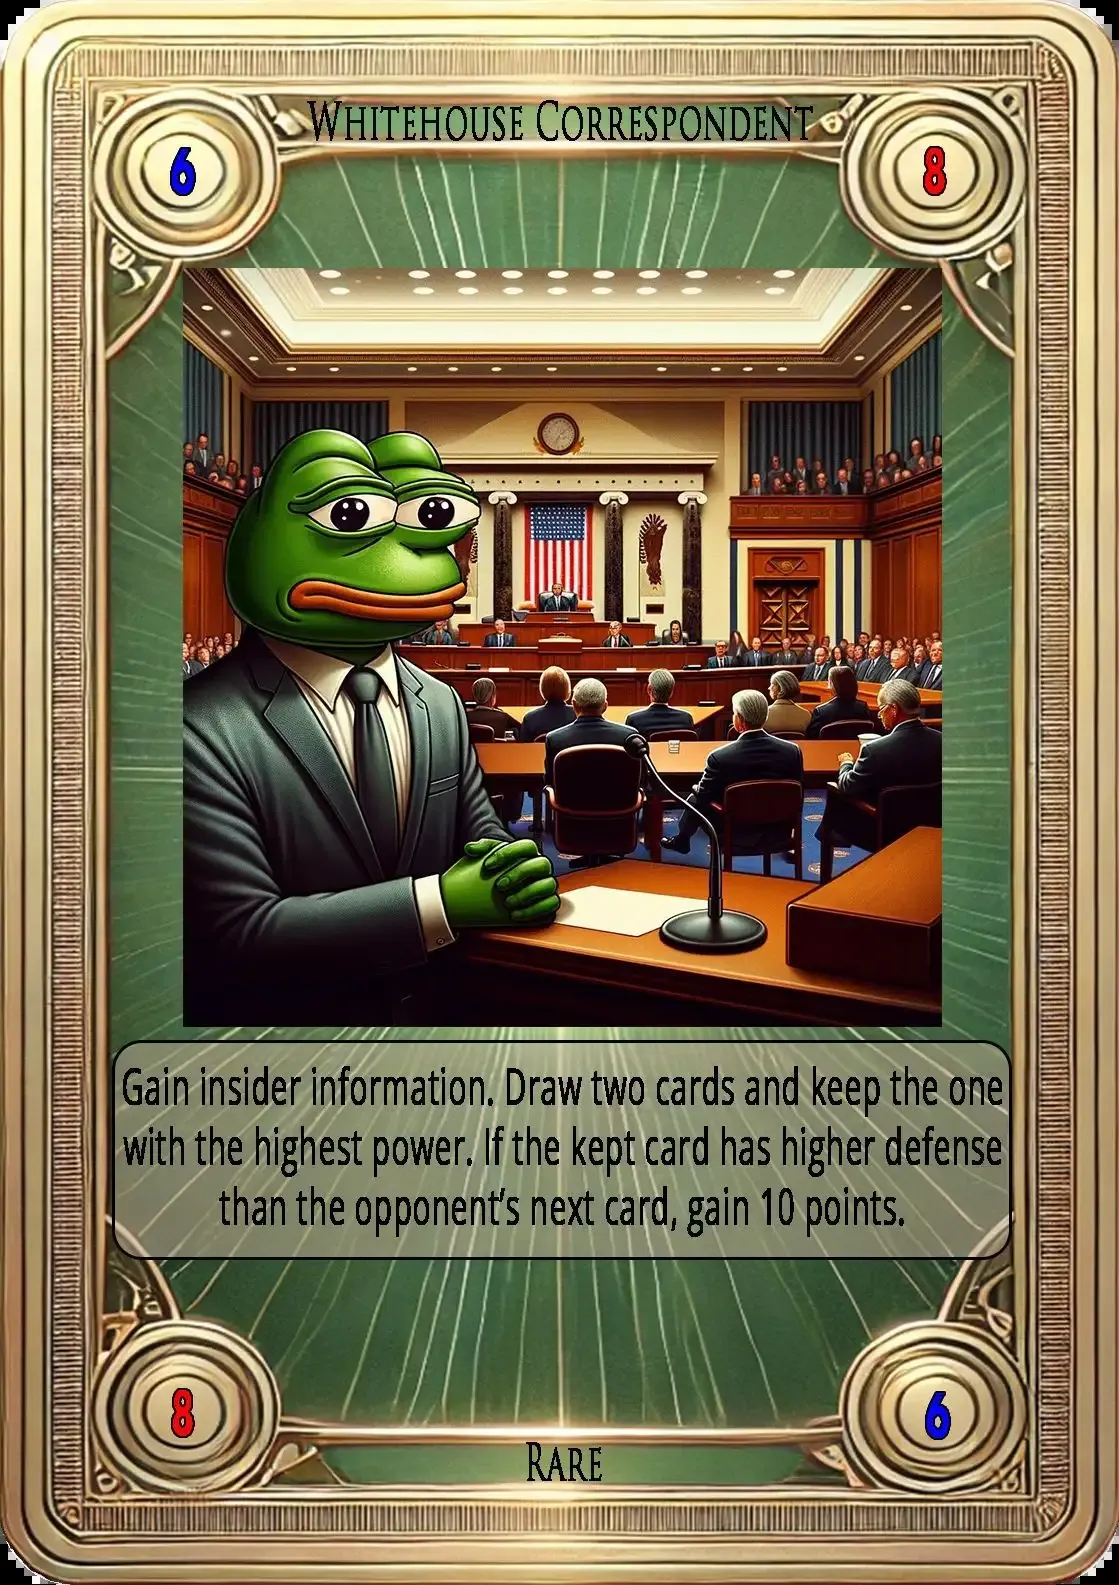 Whitehouse Correspondent
6
8
Gain insider information. Draw two cards and keep the one
with the highest power. If the kept card has higher defense
than the opponent's next card, gain 10 points.
8
6
Rare